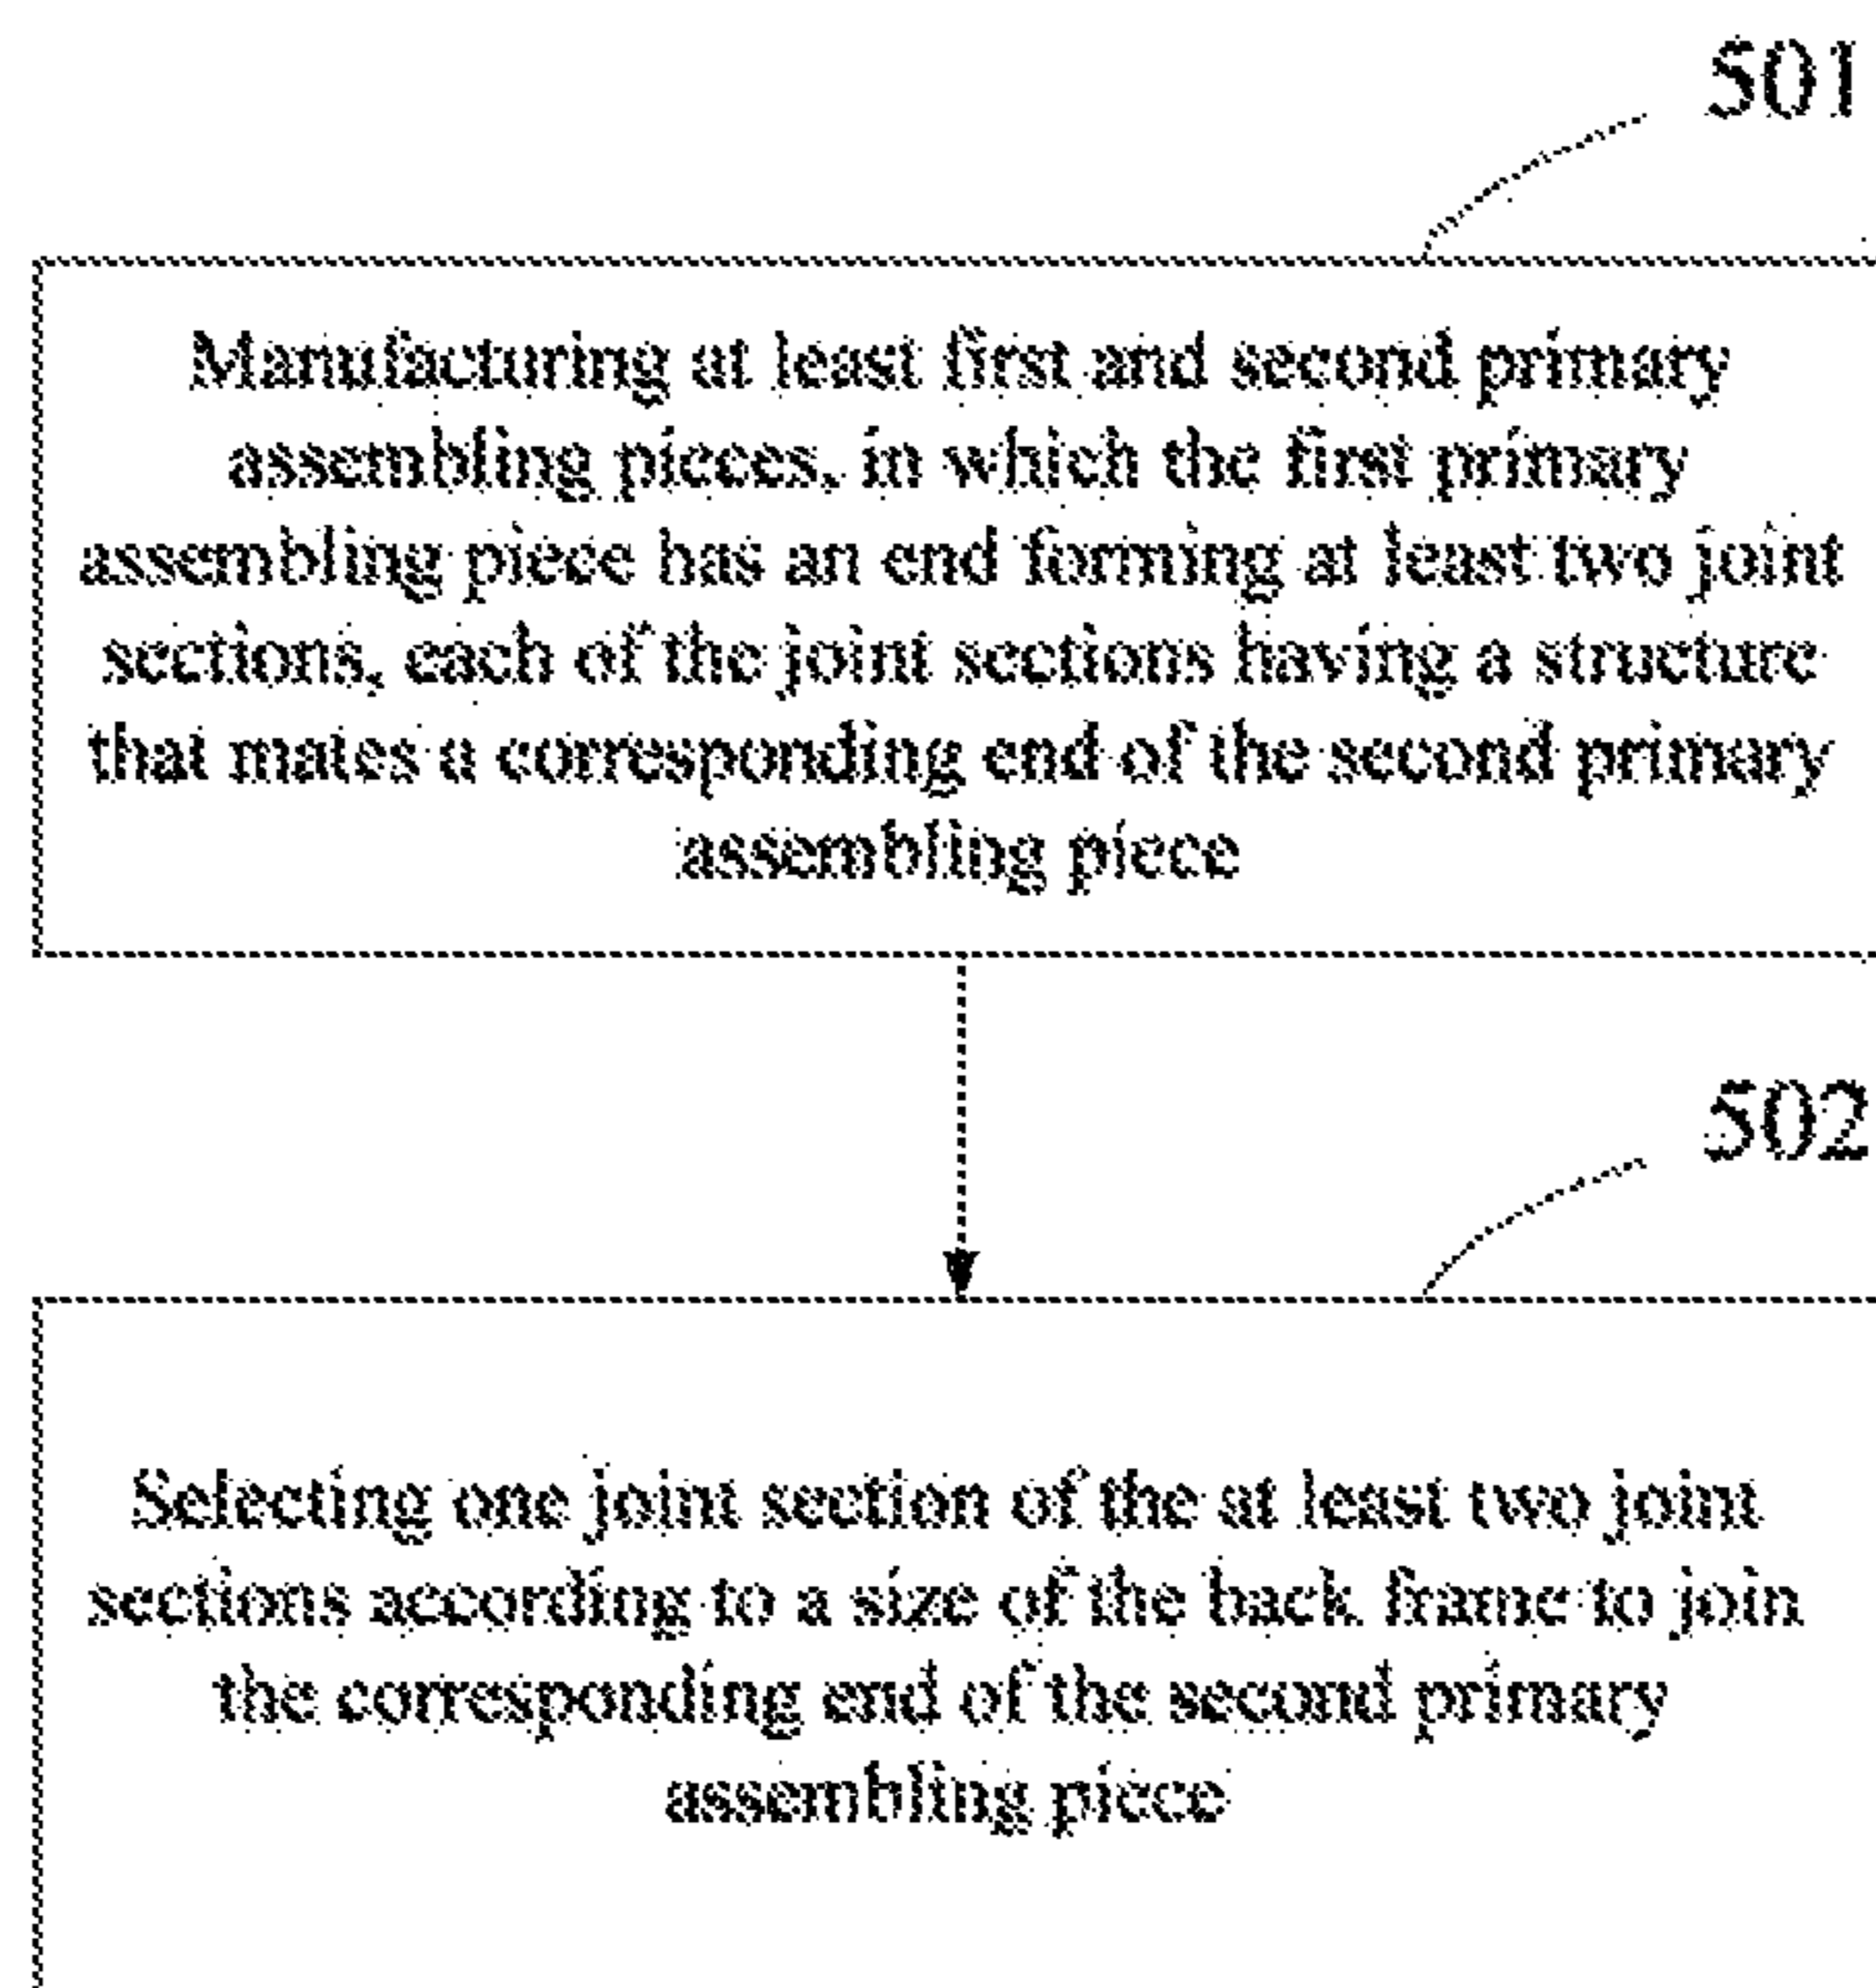 501
Manufacturing at least first and second primary
assembling pieces, in which the first primary
assembling piece has an end forming at least two joint
sections, each of the joint sections having a structure
that mates a corresponding end of the second primary
assembling piece
502
Selecting one joint section of the at least two joint
sections according to a size of the back frame to join
the corresponding end of the second primary
assembling piece